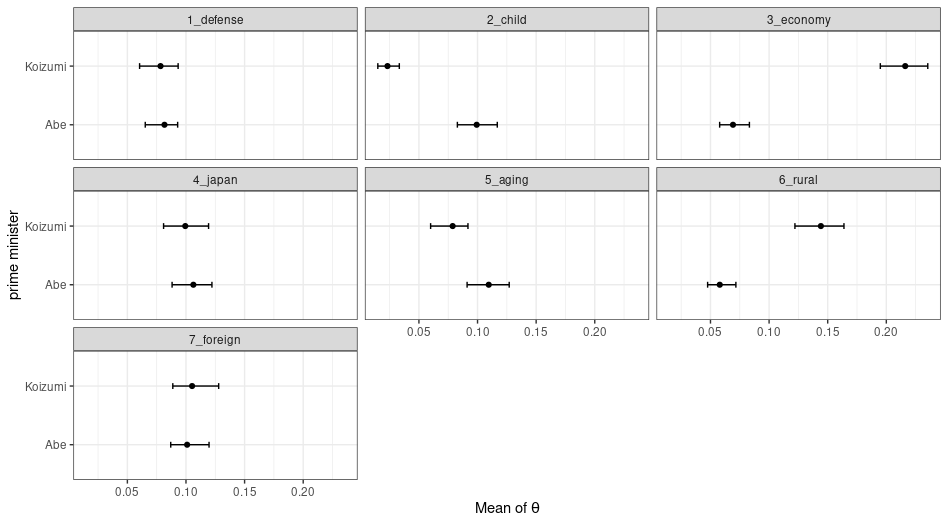 1_defense
2_child
3_economy
Koizumi
Abe
4_japan
5_aging
6_rural
Koizumi
Abe
0.05 0.10 0.15 0.20
0.05 0.10 0.15 0.20
7_foreign
Koizumi
Abe
0.05 0.10 0.15 0.20
prime minister
Mean of θ